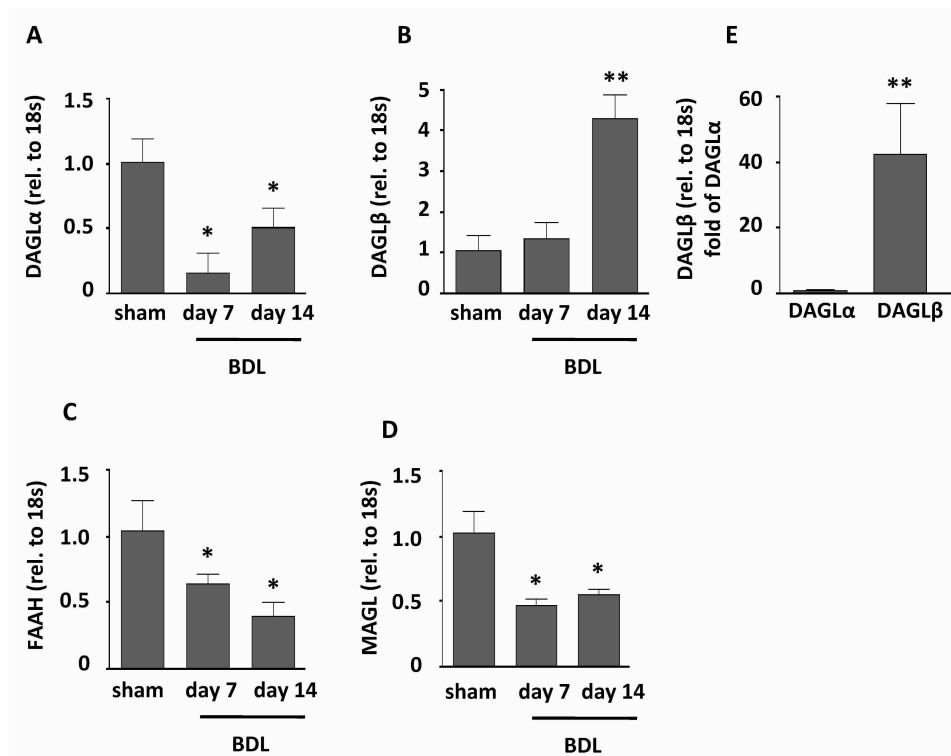 A
DAGLα (rel. to 18s)
1.5
1.0
0.5
0
*
*
sham day 7 day 14
BDL
B
DAGLβ (rel. to 18s)
5
4
3
2
1
0
**
sham day 7 day 14
BDL
E
DAGLβ (rel. to 18s)
fold of DAGLα
60
40
20
0
**
DAGLα DAGLβ
C
FAAH (rel. to 18s)
1.5
1.0
0.5
0
*
*
sham day 7 day 14
BDL
D
MAGL (rel. to 18s)
1.5
1.0
0.5
0
*
*
sham day 7 day 14
BDL